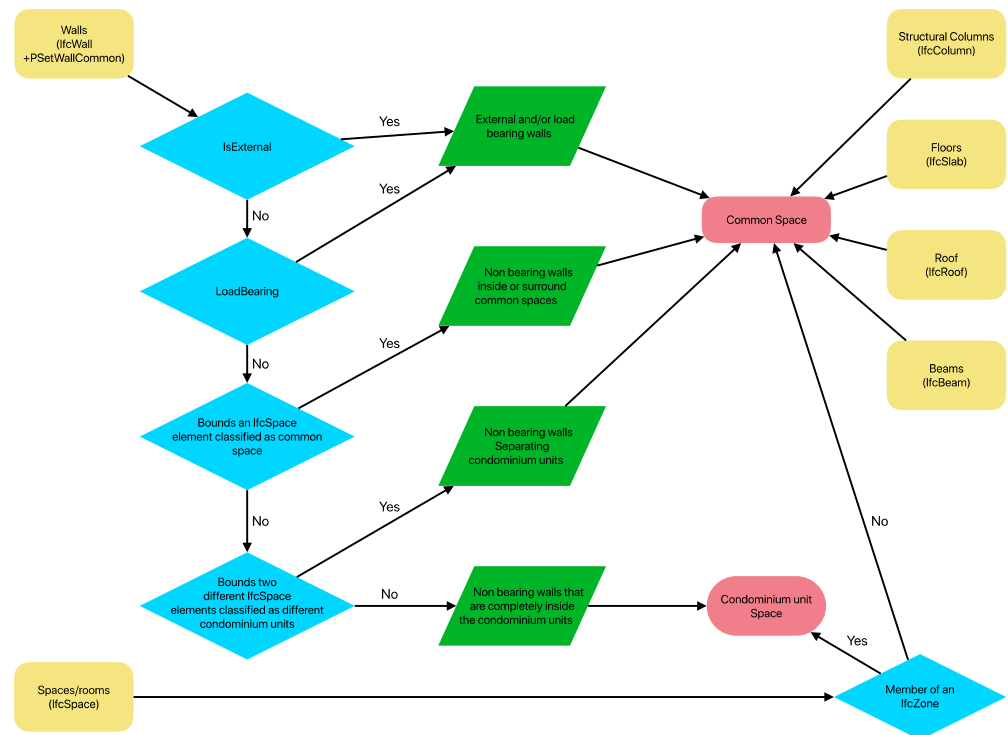 Walls
(IfcWall
+PSetWallCommon)
Structural Columns
(IfcColumn)
IsExternal
Yes
External and/or load
bearing walls
Floors
(IfcSlab)
Yes
No
Common Space
LoadBearing
Non bearing walls
inside or surround
common spaces
Roof
(IfcRoof)
Yes
No
Beams
(IfcBeam)
Bounds an IfcSpace
element classified as common
space
Non bearing walls
Separating
condominium units
Yes
No
No
Bounds two
different IfcSpace
elements classified as different
condominium units
No
Non bearing walls that
are completely inside
the condominium units
Condominium unit
Space
Yes
Spaces/rooms
(IfcSpace)
Member of an
IfcZone